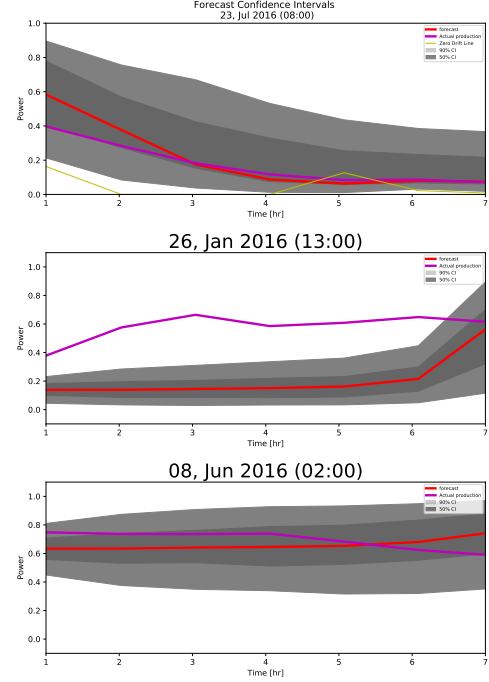 Forecast Confidence Intervals
23, Jul 2016 (08:00)
1.0
0.8
0.6
0.4
0.2
0.0
Power
forecast
Actual production
Zero Drift Line
90% CI
50% CI
1 2 3 4 5 6 7
Time [hr]
26, Jan 2016 (13:00)
1.0
0.8
0.6
0.4
0.2
0.0
Power
forecast
Actual production
90% CI
50% CI
1 2 3 4 5 6 7
Time [hr]
08, Jun 2016 (02:00)
1.0
0.8
0.6
0.4
0.2
0.0
Power
forecast
Actual production
90% CI
50% CI
1 2 3 4 5 6 7
Time [hr]